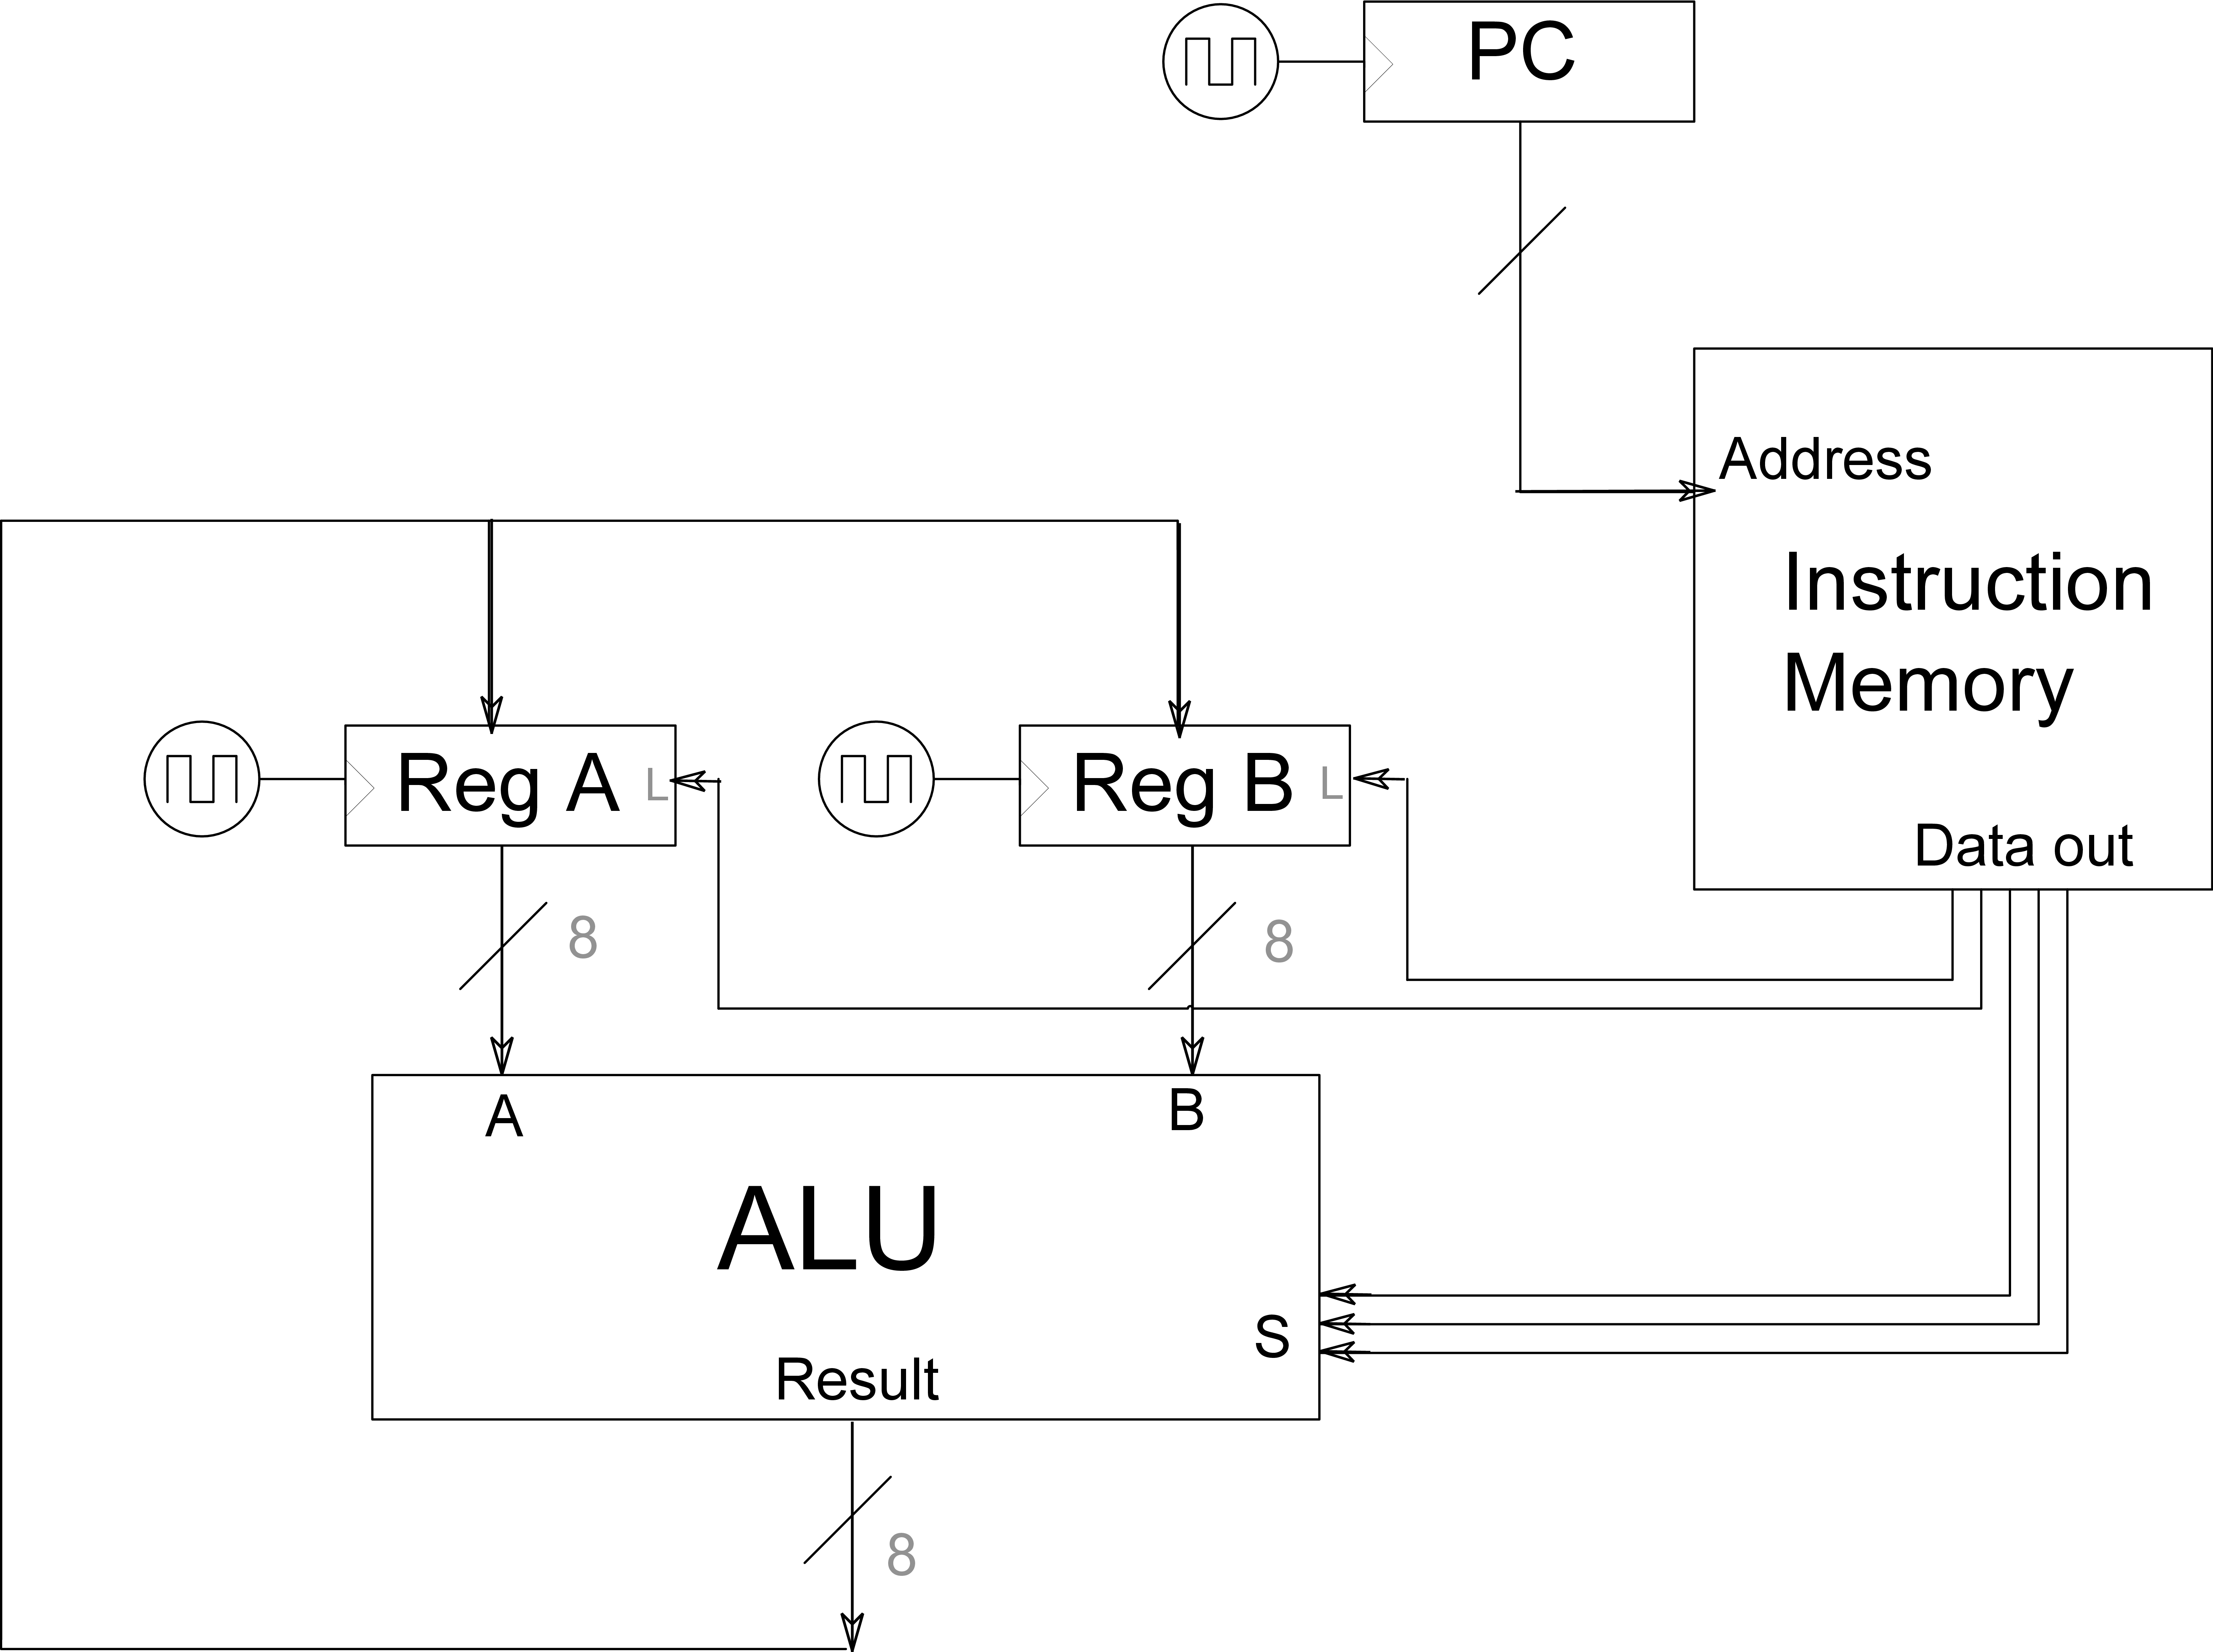 PC
Address
Instruction
Memory
Reg A
L
Reg B
L
Data out
8
8
A
B
ALU
S
Result
8